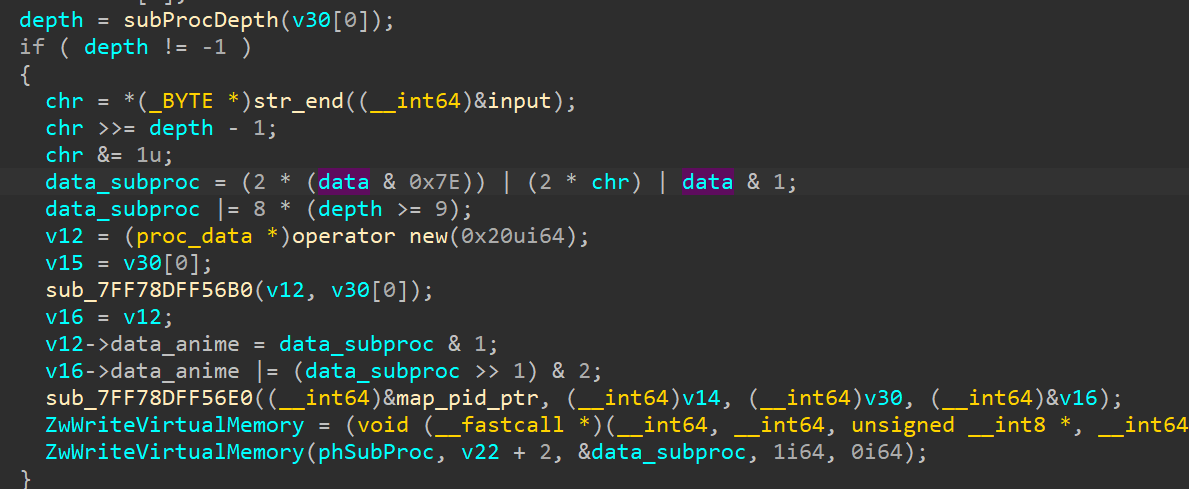 depth = subProcDepth(v30[0]);
if ( depth != -1 )
{
chr = *(_BYTE *)str_end((__int64)&input);
chr >>= depth - 1;
chr &= 1u;
data_subproc = (2 * (data & 0x7E)) | (2 * chr) | data & 1;
data_subproc |= 8 * (depth >= 9);
v12 = (proc_data *)operator new(0x20ui64);
v15 = v30[0];
sub_7FF78DFF56B0(v12, v30[0]);
v16 = v12;
v12->data_anime = data_subproc & 1;
v16->data_anime |= (data_subproc >> 1) & 2;
sub_7FF78DFF56E0((__int64)&map_pid_ptr, (__int64)v14, (__int64)v30, (__int64)&v16);
ZwWriteVirtualMemory = (void (__fastcall *)(__int64, __int64, unsigned __int8 *, __int64
ZwWriteVirtualMemory(phSubProc, v22 + 2, &data_subproc, 1i64, 0i64);
}